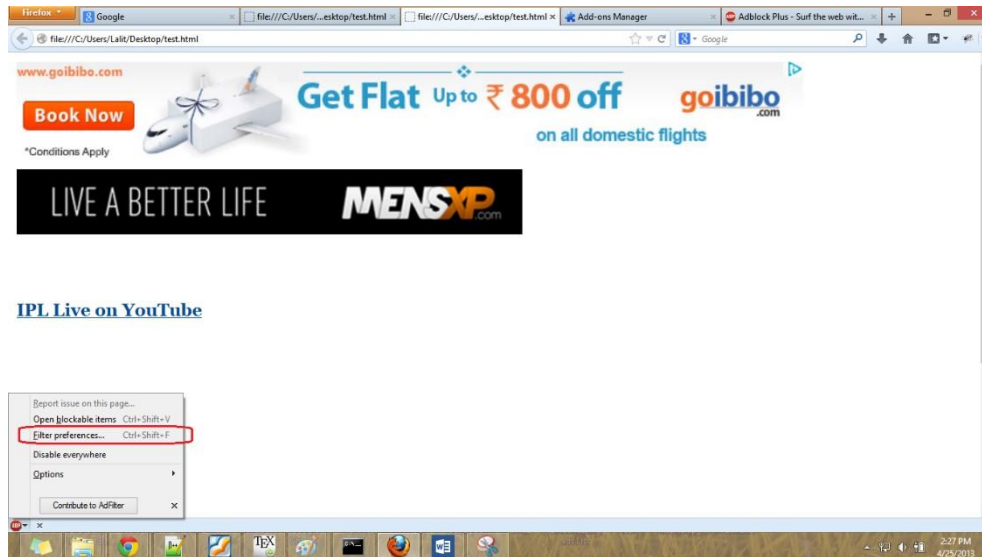 Firefox
Google
file:///C:/Users/...esktop/test.html
file:///C:/Users/...esktop/test.html
Add-ons Manager
Adblock Plus - Surf the web wit...
file:///C:/Users/Lalit/Desktop/test.html
Google
www.goibibo.com
Book Now
*Conditions Apply
Get Flat Up to ₹ 800 off
on all domestic flights
goibibo
.com
LIVE A BETTER LIFE
MENSXP.com
IPL Live on YouTube
Report issue on this page...
Open blockable items Ctrl+Shift+V
Filter preferences... Ctrl+Shift+F
Disable everywhere
Options
Contribute to AdFilter
ABP
TEX
2:27 PM
4/25/2013